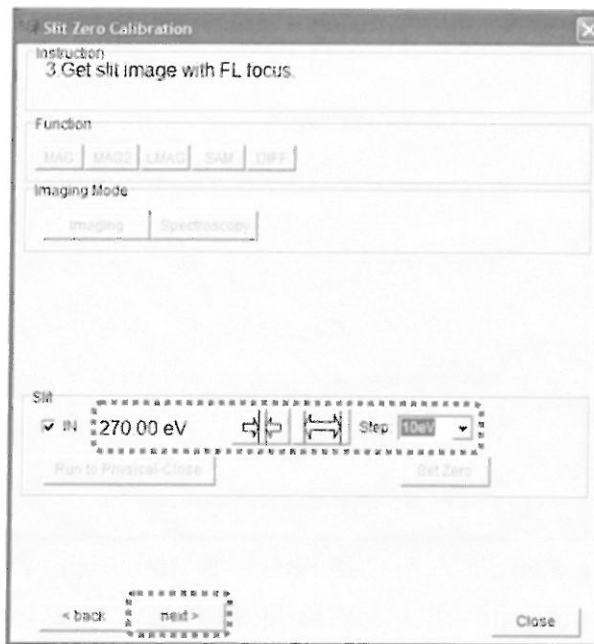 Slit Zero Calibration
Instruction
3.Get slit image with FL focus.
Function
MAG MAG2 LMAG SAM DIFF
Imaging Mode
Imaging Spectroscopy
Slit
IN 270.00 eV Step: 10eV
Run to Physical-Close Set Zero
< back next > Close